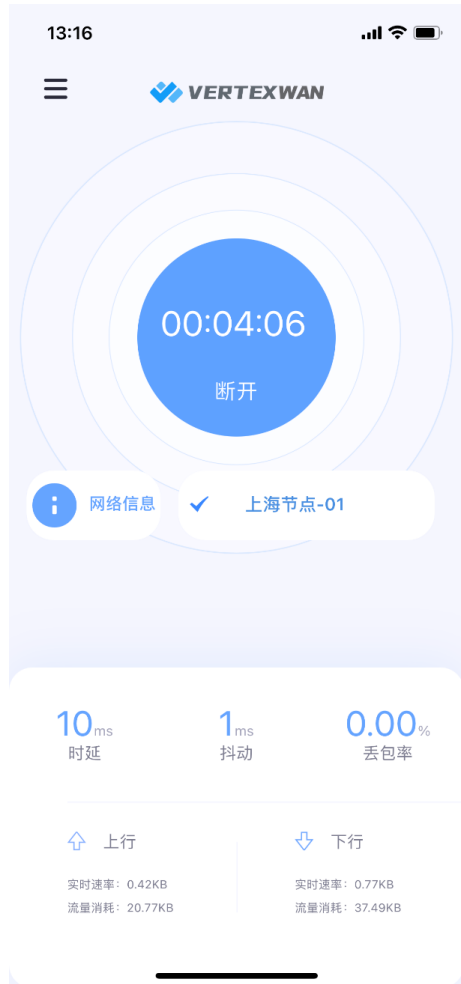 13:16
VERTEXWAN
00:04:06
断开
网络信息
上海节点-01
10ms 1ms 0.00%
时延 抖动 丢包率
上行 下行
实时速率：0.42KB 实时速率：0.77KB
流量消耗：20.77KB 流量消耗：37.49KB